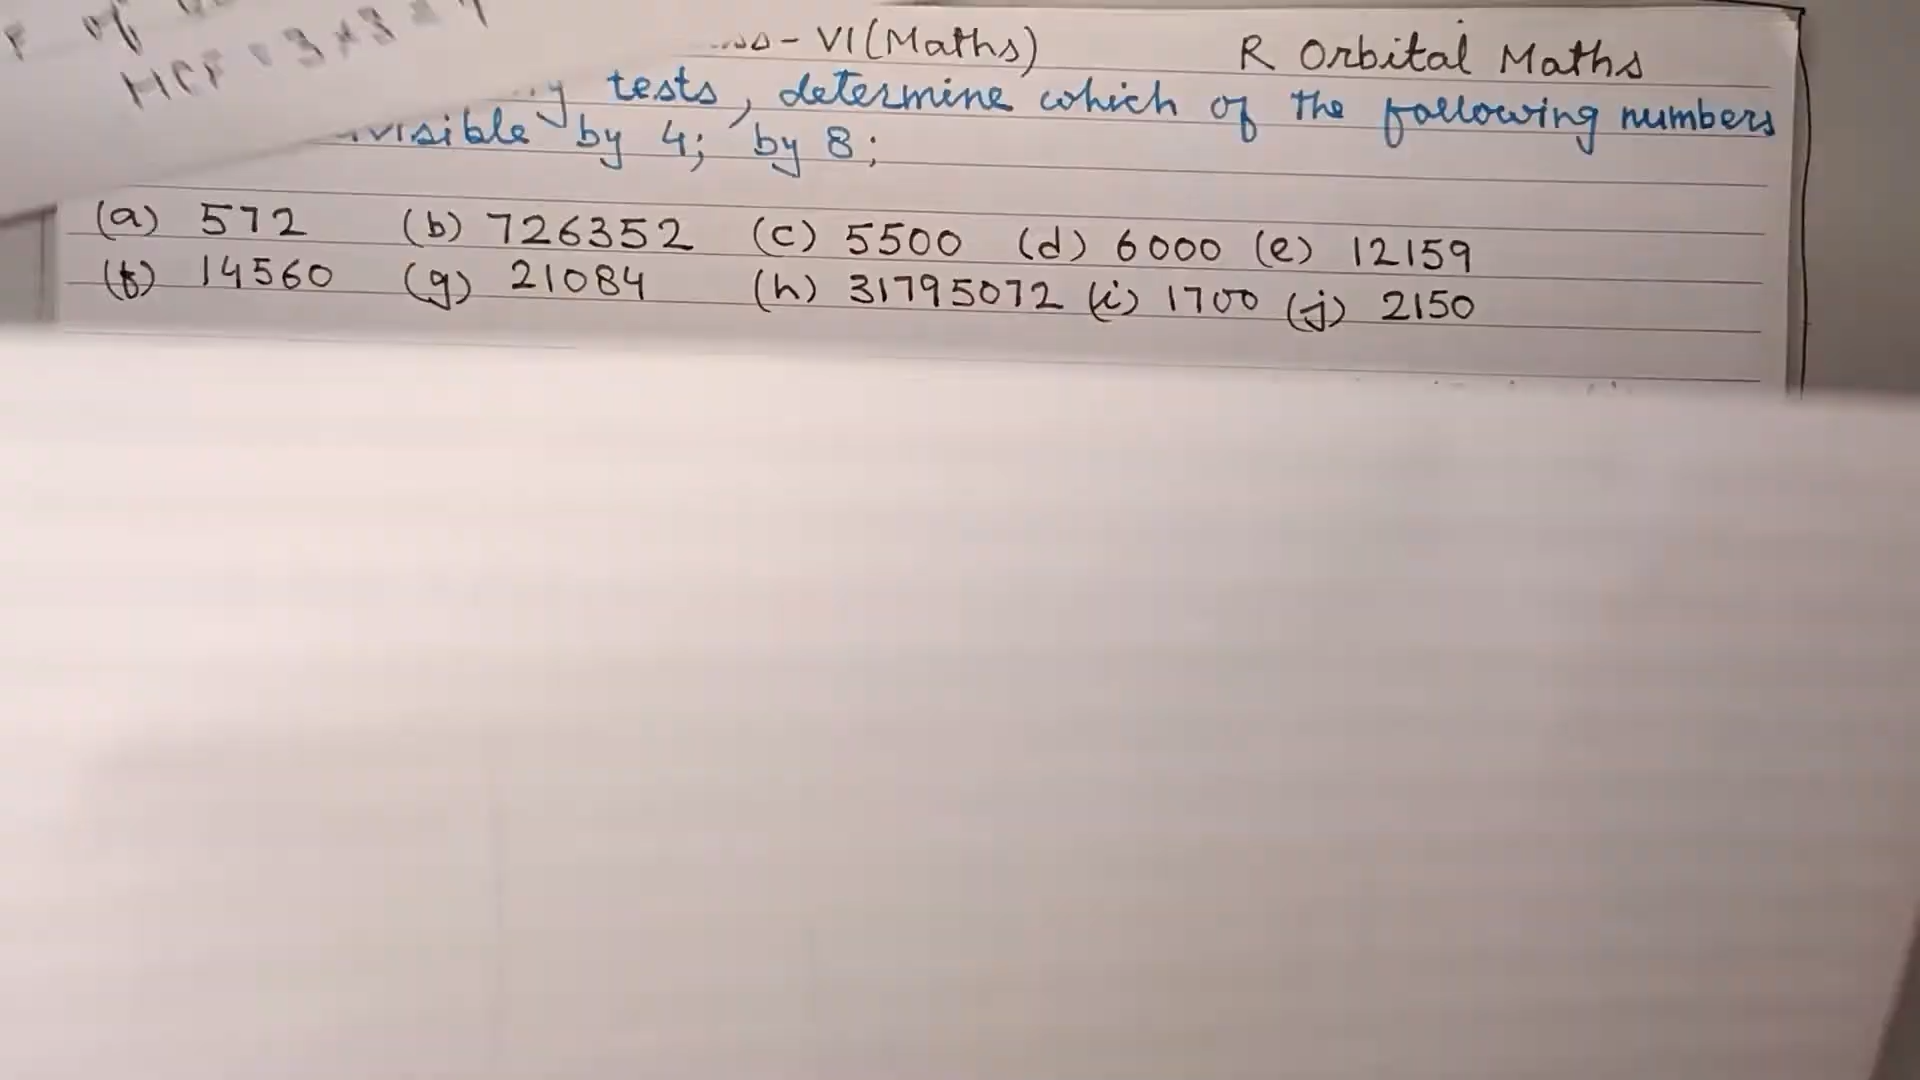 HCF = 3×3 =
- VI (Maths) R Orbital Maths
tests, determine which of the following numbers
by 4; by 8;
(a) 572 (b) 726352 (c) 5500 (d) 6000 (e) 12159
(f) 14560 (g) 21084 (h) 31795072 (i) 1700 (j) 2150